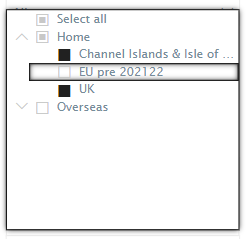 Select all
Home
Channel Islands & Isle of ...
EU pre 202122
UK
Overseas